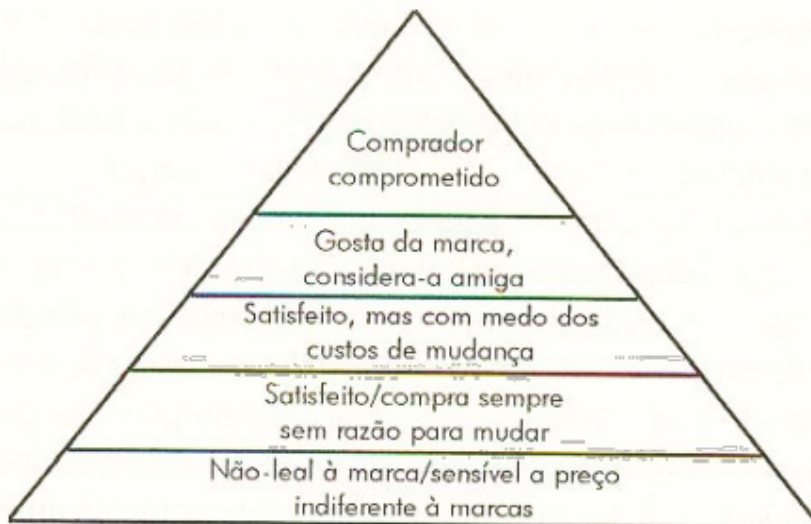 Comprador
comprometido
Gosta da marca,
considera-a amiga
Satisfeito, mas com medo dos
custos de mudança
Satisfeito/compra sempre
sem razão para mudar
Não-leal à marca/sensível a preço
indiferente à marcas